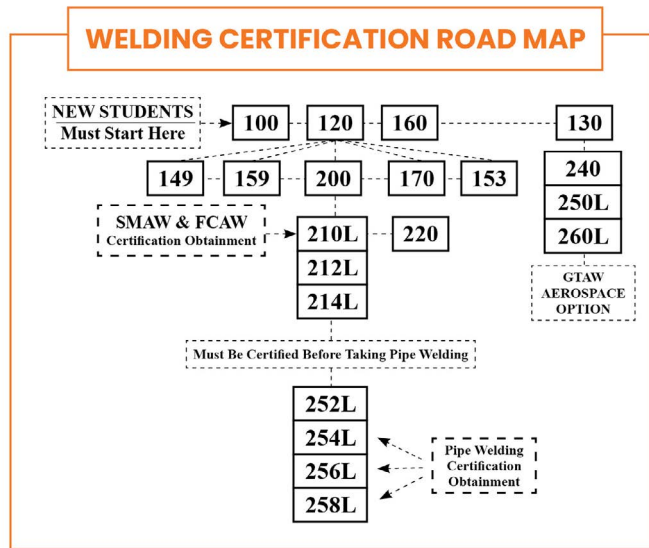 WELDING CERTIFICATION ROAD MAP
NEW STUDENTS
Must Start Here
100
120
160
130
149
159
200
170
153
240
250L
260L
SMAW & FCAW
Certification Obtainment
210L
220
212L
214L
GTAW
AEROSPACE
OPTION
Must Be Certified Before Taking Pipe Welding
252L
254L
256L
258L
Pipe Welding
Certification
Obtainment